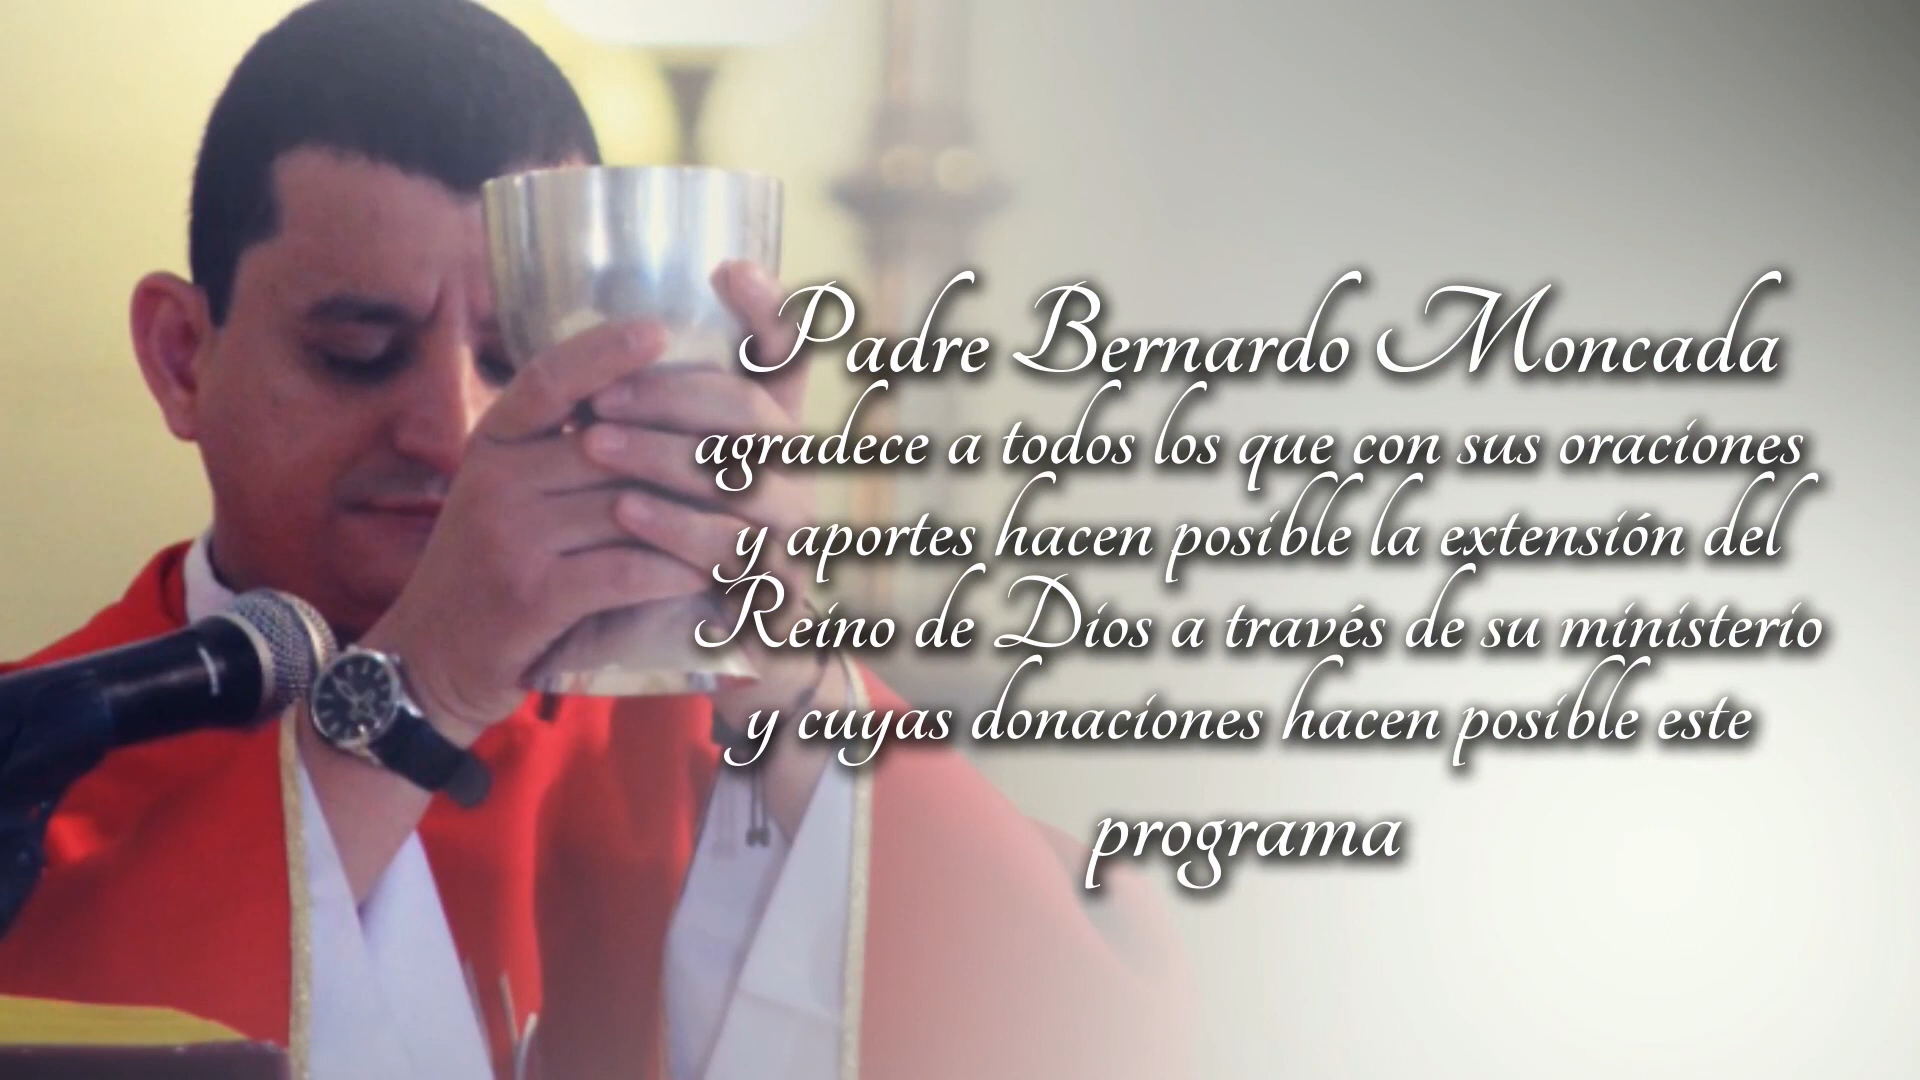 Padre Bernardo Moncada
agradece a todos los que con sus oraciones
y aportes hacen posible la extensión del
Reino de Dios a través de su ministerio
y cuyas donaciones hacen posible este
programa